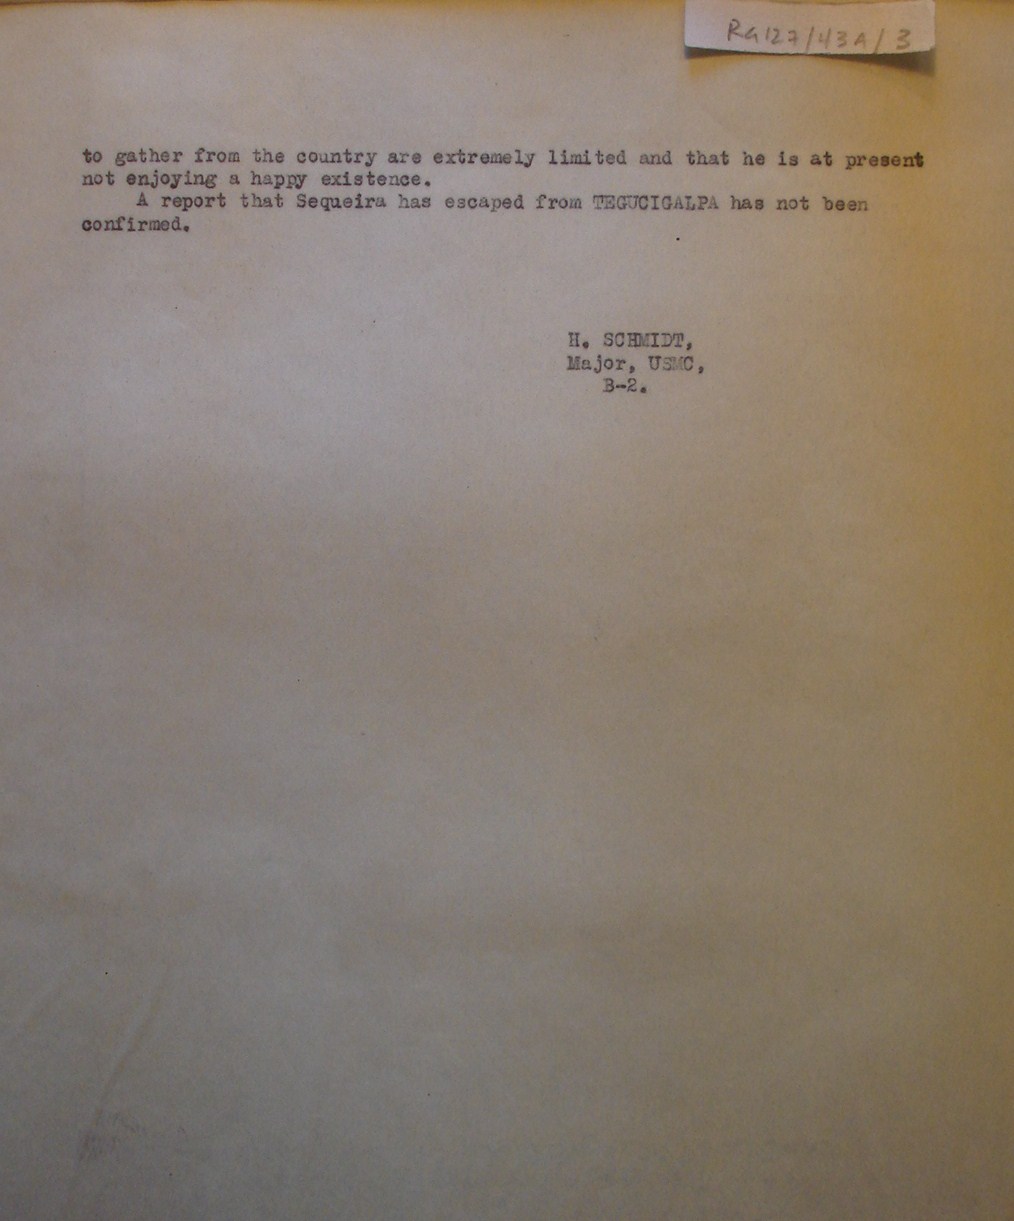 RG127/43A/3
to gather from the country are extremely limited and that he is at present
not enjoying a happy existence.
A report that Sequeira has escaped from TEGUCIGALPA has not been
confirmed.
H. SCHMIDT,
Major, USMC,
B-2.